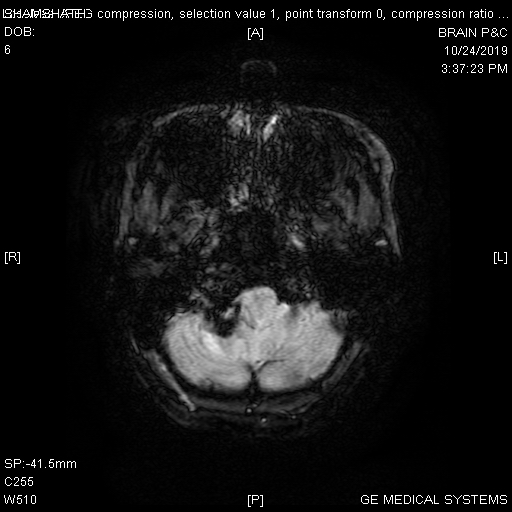 compression, selection value 1, point transform 0, compression ratio ...
DOB:
6
[A]
BRAIN P&C
10/24/2019
3:37:23 PM
[R]
[L]
SP:-41.5mm
C255
W510
[P]
GE MEDICAL SYSTEMS